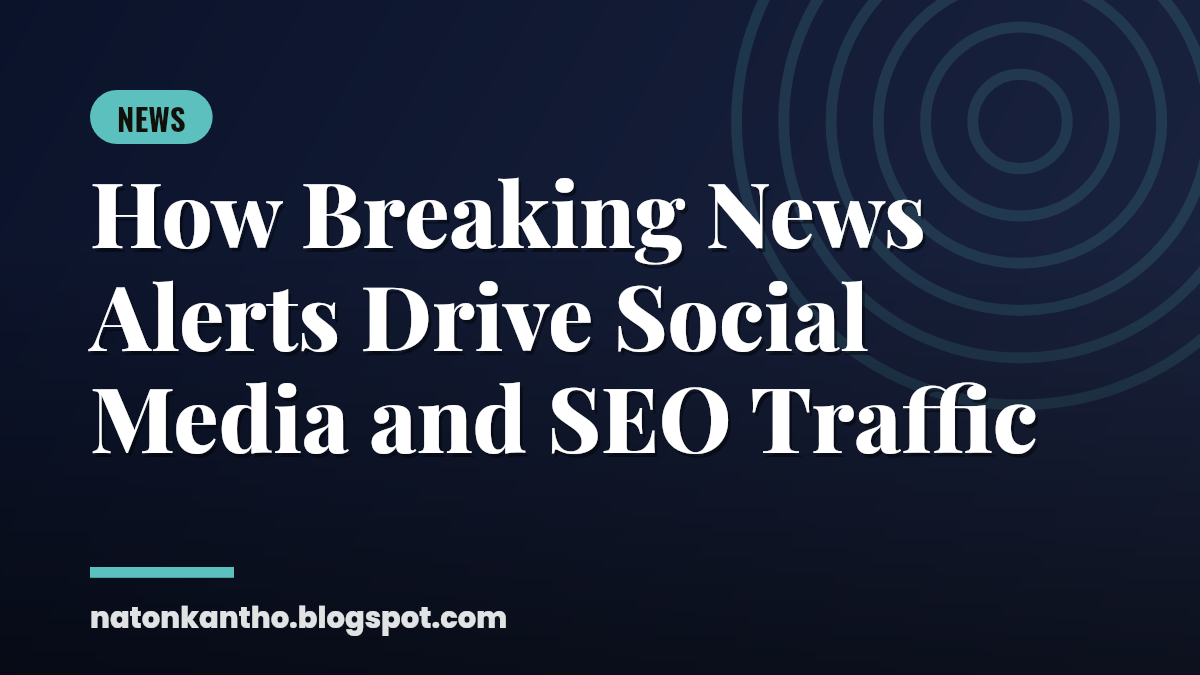 NEWS
How Breaking News
Alerts Drive Social
Media and SEO Traffic
natonkantho.blogspot.com